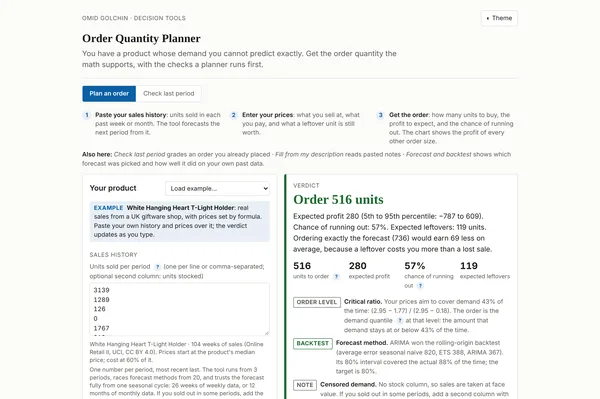 OMID GOLCHIN · DECISION TOOLS
Theme
Order Quantity Planner
You have a product whose demand you cannot predict exactly. Get the order quantity the
math supports, with the checks a planner runs first.
Plan an order
Check last period
1 Paste your sales history: units sold in each
past week or month. The tool forecasts the
next period from it.
2 Enter your prices: what you sell at, what
you pay, and what a leftover unit is still
worth.
3 Get the order: how many units to buy, the
profit to expect, and the chance of running
out. The chart shows the profit of every
other order size.
Also here: Check last period grades an order you already placed · Fill from my description reads pasted notes · Forecast and backtest shows which
forecast was picked and how well it did on your own past data.
Your product
Load example...
EXAMPLE White Hanging Heart T-Light Holder: real
sales from a UK giftware shop, with prices set by formula.
Paste your own history and prices over it; the verdict
updates as you type.
SALES HISTORY
Units sold per period ? (one per line or comma-separated;
optional second column: units stocked)
3139
1289
126
0
1767
White Hanging Heart T-Light Holder · 104 weeks of sales (Online
Retail II, UCI, CC BY 4.0). Prices start at the product's median
price; cost at 60% of it.
One number per period, most recent last. The tool runs from 3
periods, races forecast methods from 20, and trusts the forecast
fully from one seasonal cycle: 26 weeks of weekly data, or 12
months of monthly data. If you sold out in some periods, add the
VERDICT
Order 516 units
Expected profit 280 (5th to 95th percentile: −787 to 609).
Chance of running out: 57%. Expected leftovers: 119 units.
Ordering exactly the forecast (736) would earn 69 less on
average, because a leftover costs you more than a lost sale.
516
units to order ?
280
expected profit
57%
chance of running
out ?
119
expected leftovers
ORDER LEVEL Critical ratio. Your prices aim to cover demand 43% of
the time: (2.95 − 1.77) / (2.95 − 0.18). The order is the
demand quantile ? at that level: the amount that
demand stays at or below 43% of the time.
BACKTEST Forecast method. ARIMA won the rolling-origin backtest
(average error seasonal naive 820, ETS 388, ARIMA 367).
Its 80% interval covered the actual 88% of the time; the
target is 80%.
NOTE Censored demand. No stock column, so sales are taken at
face value. If you sold out in some periods, add a second column with